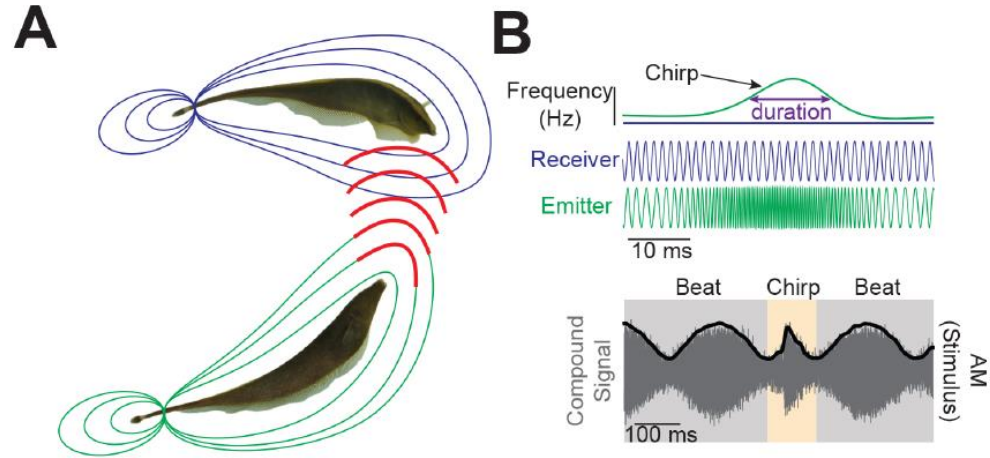 A
B
Chirp
Frequency
(Hz)
duration
Receiver
Emitter
10 ms
Beat
Chirp
Beat
Compound
Signal
AM
(Stimulus)
100 ms